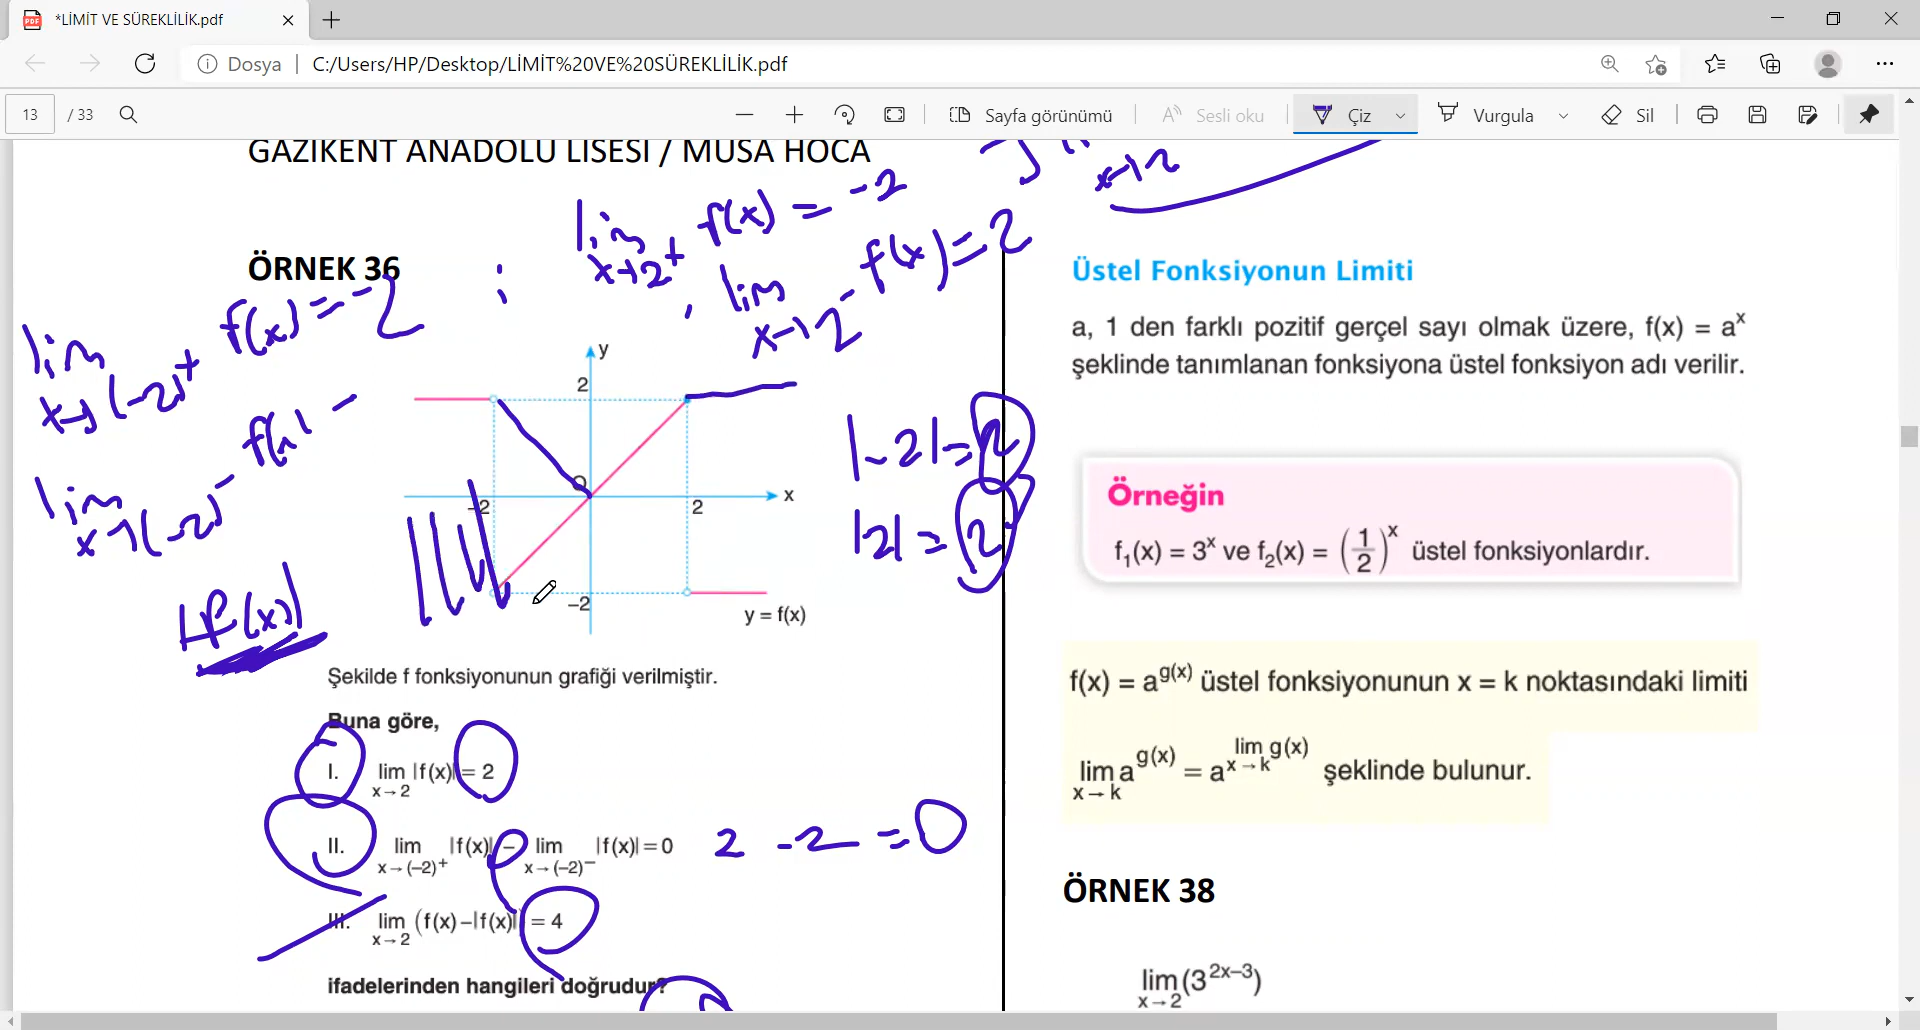 *LİMİT VE SÜREKLİLİK.pdf
Dosya | C:/Users/HP/Desktop/LİMİT%20VE%20SÜREKLİLİK.pdf
13 / 33 Sayfa görünümü Sesli oku Çiz Vurgula Sil
GAZİKENT ANADOLU LİSESİ / MUSA HOCA
x→2
lim x→2⁺ f(x) = -2
ÖRNEK 36
lim x→2⁻ f(x) = 2
lim x→(-2)⁺ f(x) = -2
lim x→(-2)⁻ f(x) =
|f(x)|
y
2
-2
O
2
x
-2
y = f(x)
|-2| = 2
|2| = 2
Şekilde f fonksiyonunun grafiği verilmiştir.
Buna göre,
I. lim x→2 |f(x)| = 2
II. lim x→(-2)⁺ |f(x)| – lim x→(-2)⁻ |f(x)| = 0
2 - 2 = 0
III. lim x→2 (f(x) – |f(x)|) = 4
ifadelerinden hangileri doğrudur?
Üstel Fonksiyonun Limiti
a, 1 den farklı pozitif gerçel sayı olmak üzere, f(x) = aˣ
şeklinde tanımlanan fonksiyona üstel fonksiyon adı verilir.
Örneğin
f₁(x) = 3ˣ ve f₂(x) = (1/2)ˣ üstel fonksiyonlardır.
f(x) = a^g(x) üstel fonksiyonunun x = k noktasındaki limiti
lim x→k a^g(x) = a^(lim x→k g(x)) şeklinde bulunur.
ÖRNEK 38
lim x→2 (3^(2x–3))